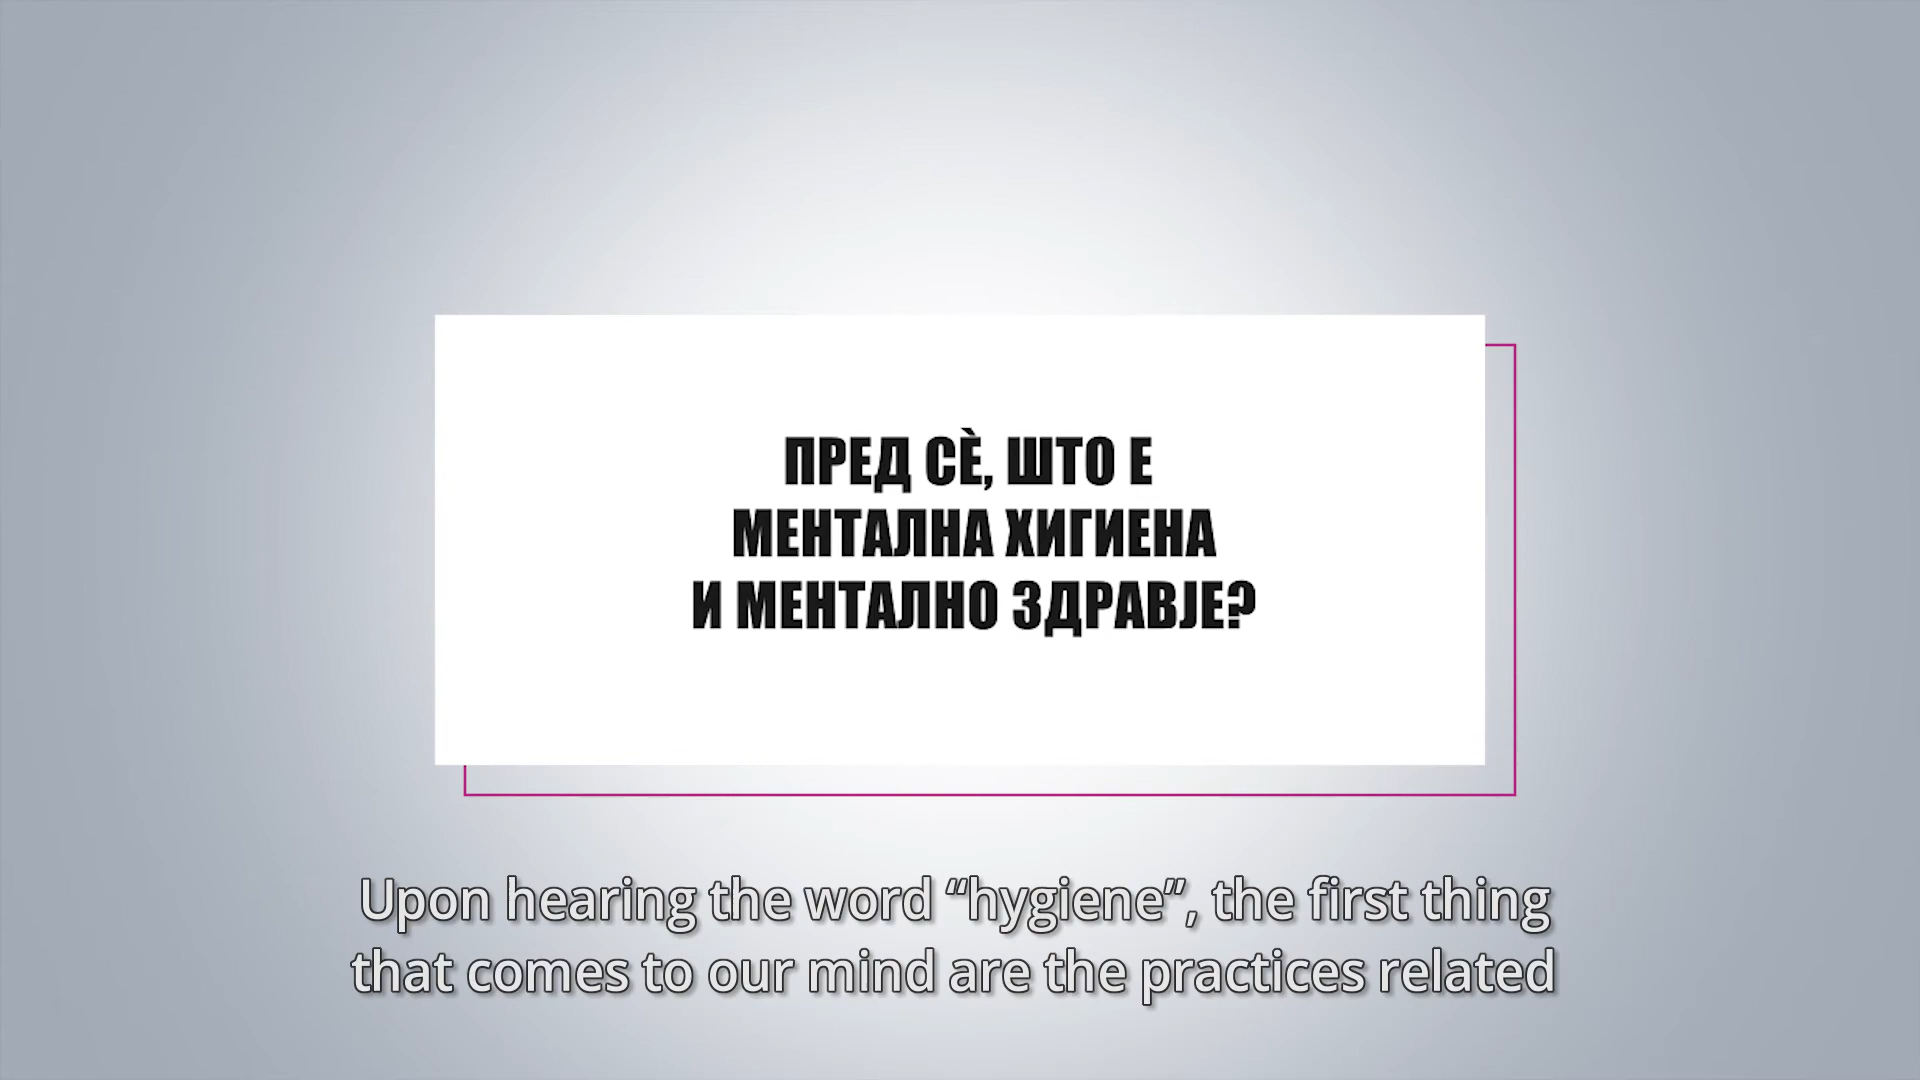 ПРЕД СЀ, ШТО Е
МЕНТАЛНА ХИГИЕНА
И МЕНТАЛНО ЗДРАВЈЕ?
Upon hearing the word “hygiene”, the first thing
that comes to our mind are the practices related